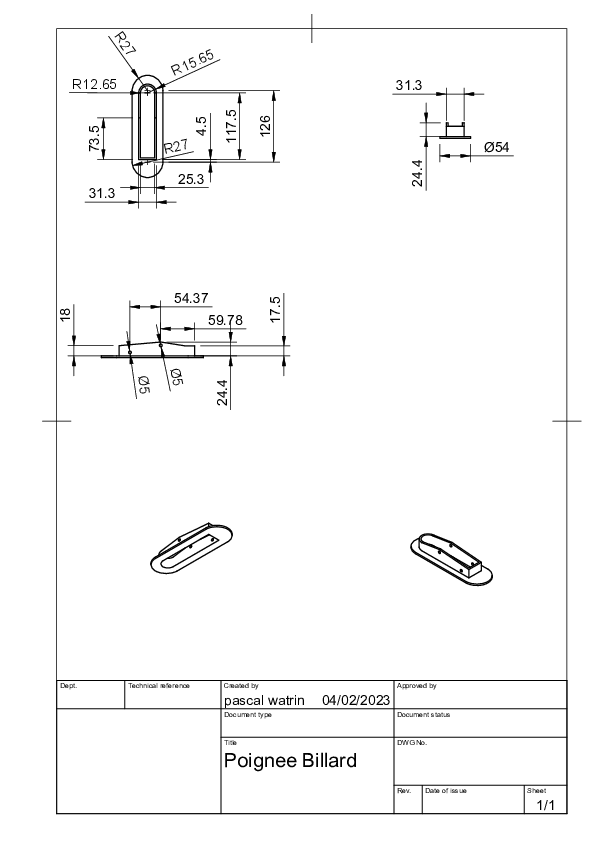 R27
R15.65
R12.65
73.5
4.5
117.5
126
R27
25.3
31.3
31.3
Ø54
24.4
54.37
59.78
18
17.5
Ø5
Ø5
24.4
Dept.
Technical reference
Created by
Approved by
pascal watrin 04/02/2023
Document type
Document status
Title
DWG No.
Poignee Billard
Rev.
Date of issue
Sheet
1/1